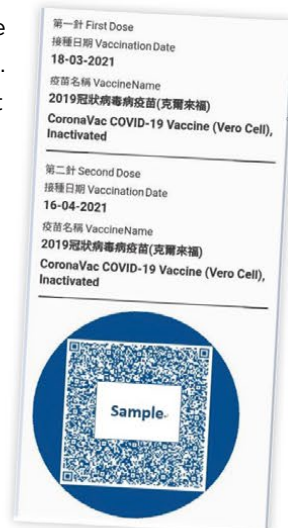 e
.
t
第一針 First Dose
接種日期 Vaccination Date
18-03-2021
疫苗名稱 VaccineName
2019冠狀病毒病疫苗(克爾來福)
CoronaVac COVID-19 Vaccine (Vero Cell),
Inactivated
第二針 Second Dose
接種日期 Vaccination Date
16-04-2021
疫苗名稱 VaccineName
2019冠狀病毒病疫苗(克爾來福)
CoronaVac COVID-19 Vaccine (Vero Cell),
Inactivated
Sample